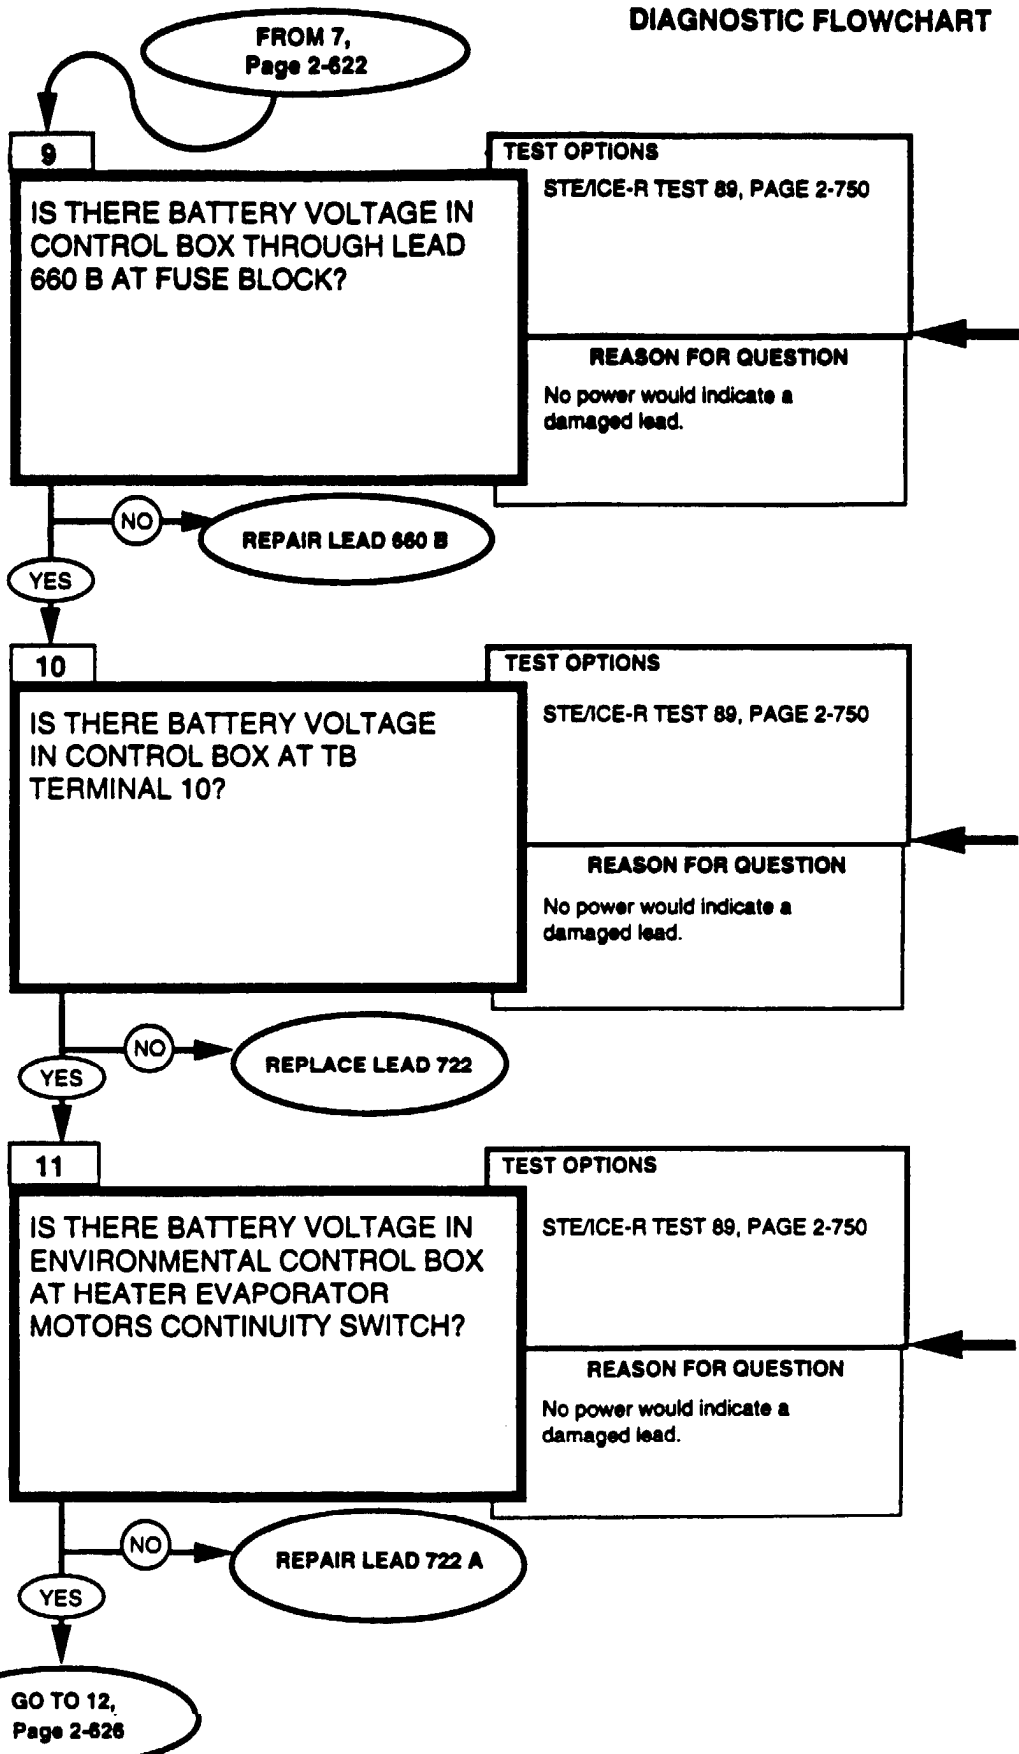 DIAGNOSTIC FLOWCHART
FROM 7,
Page 2-622
9
IS THERE BATTERY VOLTAGE IN
CONTROL BOX THROUGH LEAD
660 B AT FUSE BLOCK?
TEST OPTIONS
STE/ICE-R TEST 89, PAGE 2-750
REASON FOR QUESTION
No power would indicate a
damaged lead.
NO
REPAIR LEAD 660 B
YES
10
IS THERE BATTERY VOLTAGE
IN CONTROL BOX AT TB
TERMINAL 10?
TEST OPTIONS
STE/ICE-R TEST 89, PAGE 2-750
REASON FOR QUESTION
No power would indicate a
damaged lead.
NO
REPLACE LEAD 722
YES
11
IS THERE BATTERY VOLTAGE IN
ENVIRONMENTAL CONTROL BOX
AT HEATER EVAPORATOR
MOTORS CONTINUITY SWITCH?
TEST OPTIONS
STE/ICE-R TEST 89, PAGE 2-750
REASON FOR QUESTION
No power would indicate a
damaged lead.
NO
REPAIR LEAD 722 A
YES
GO TO 12,
Page 2-626